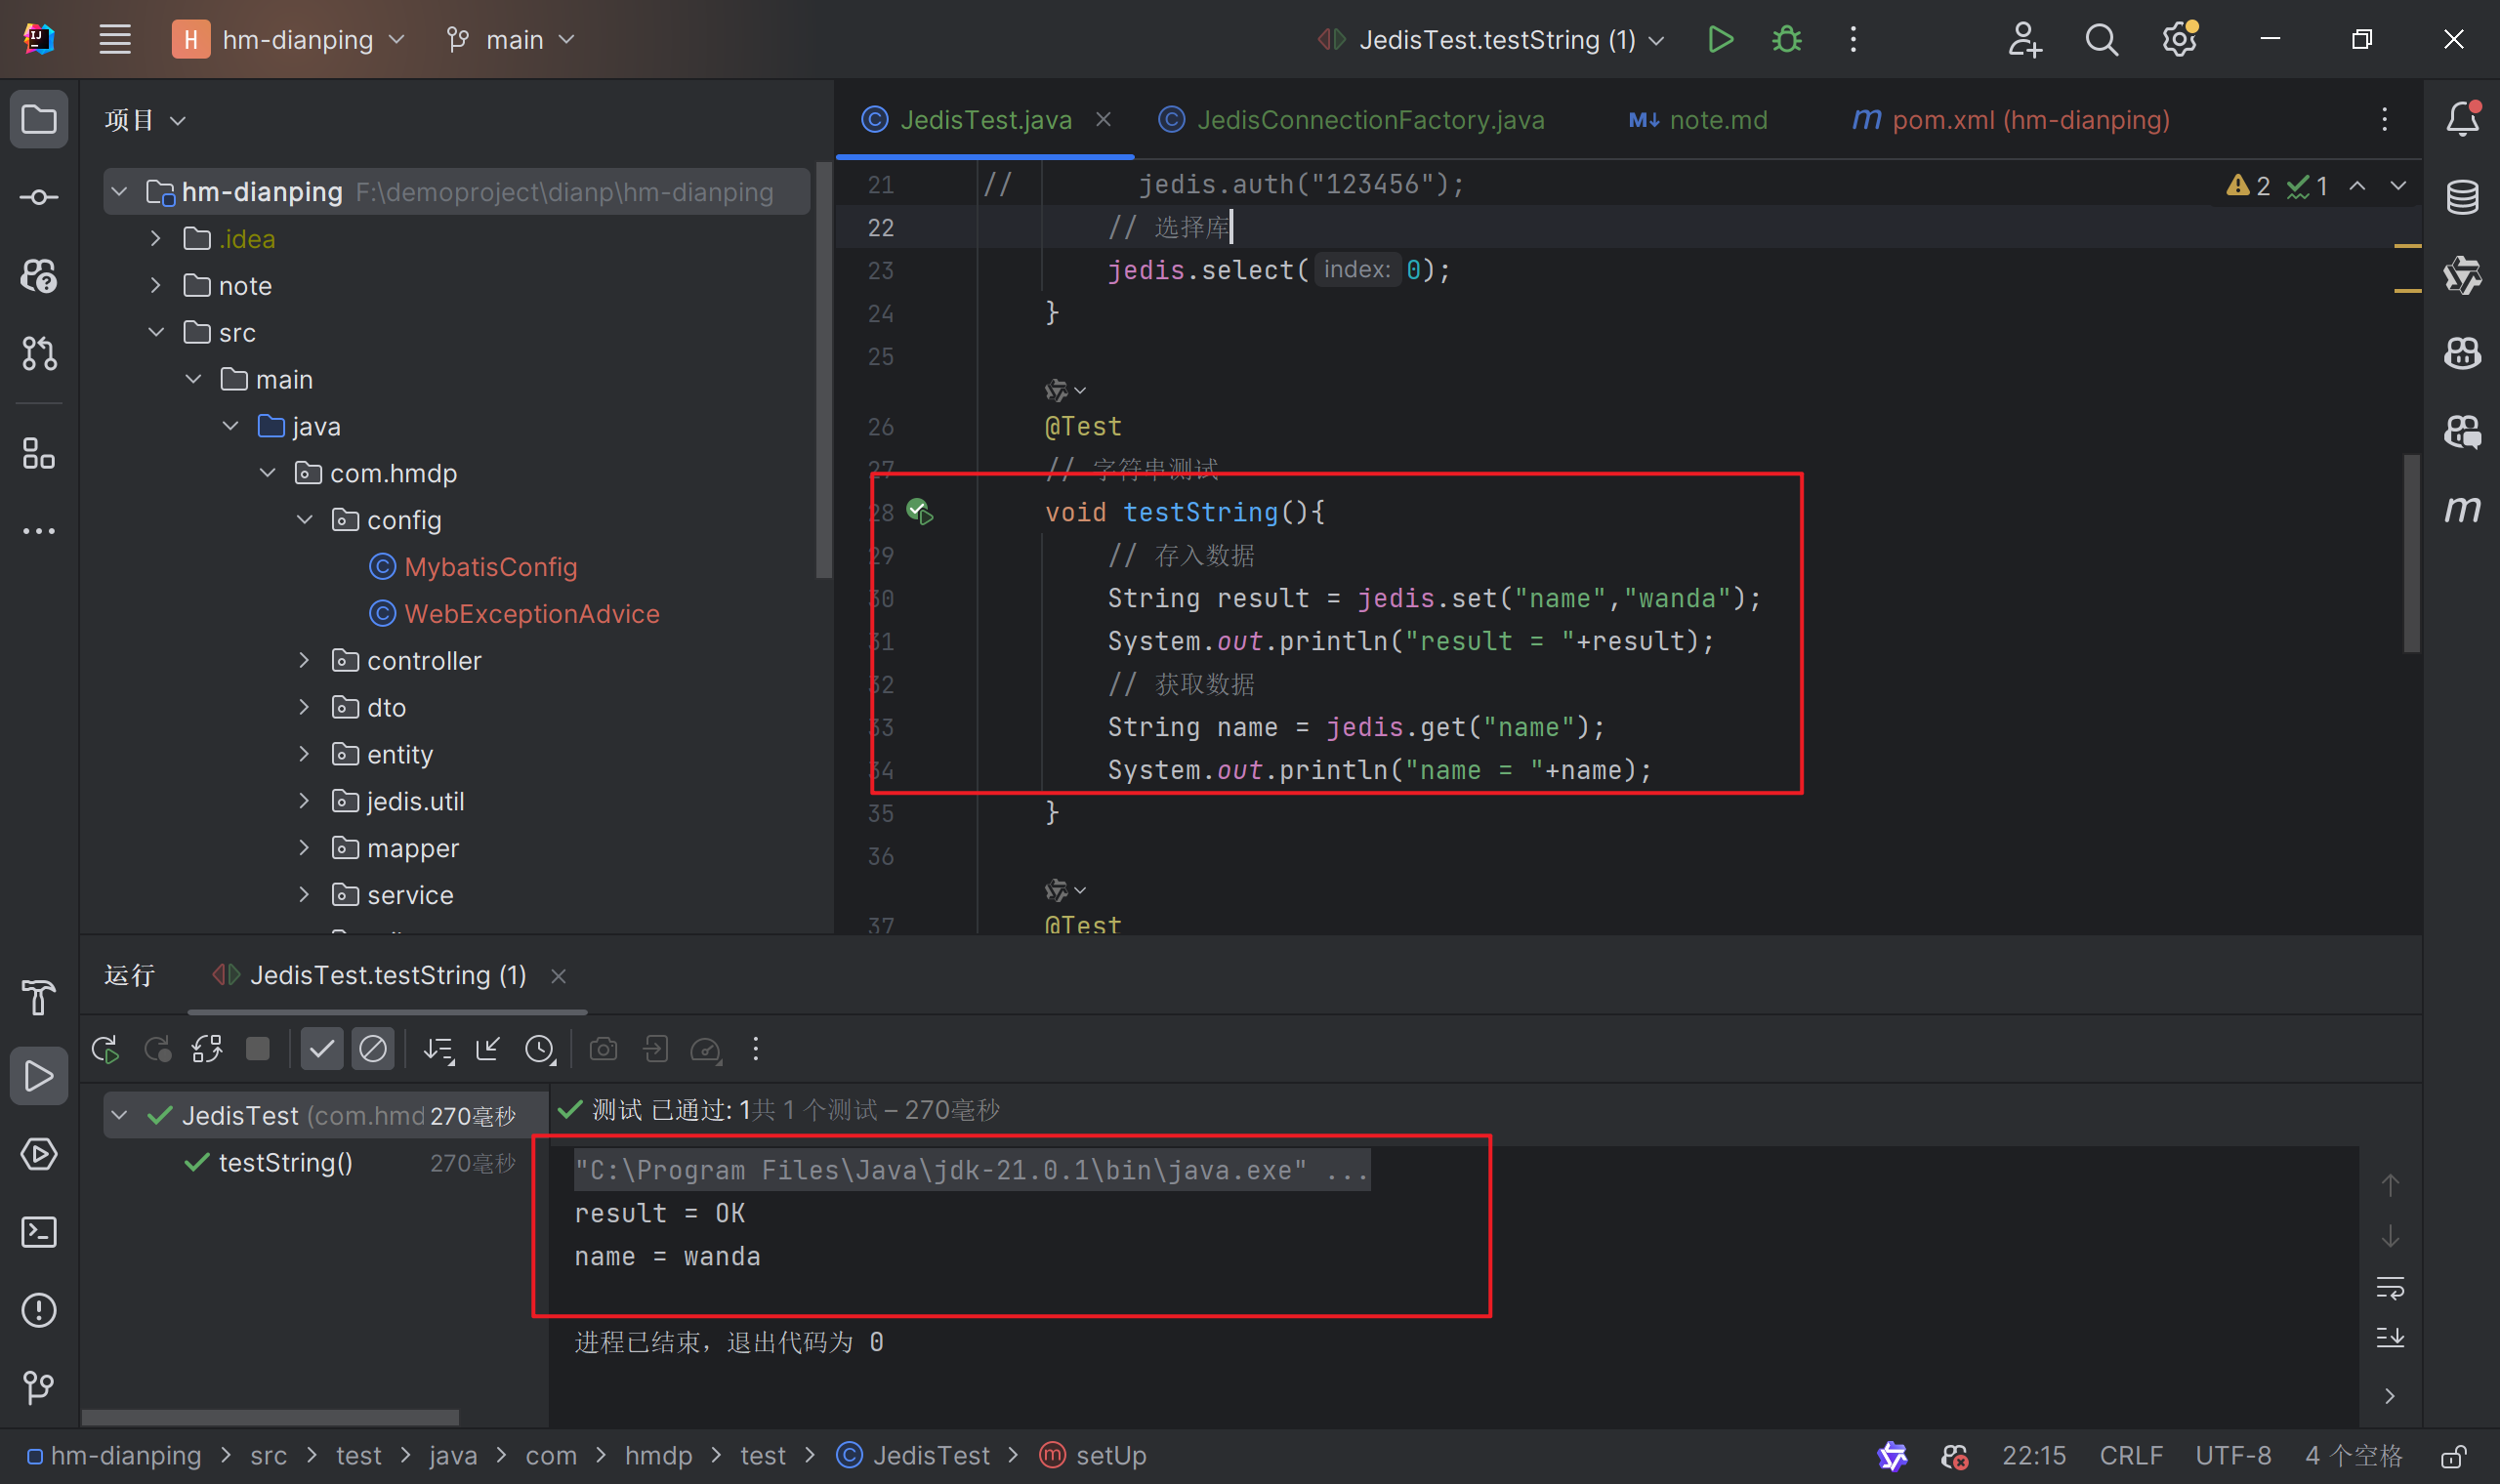 H hm-dianping main JedisTest.testString (1)
项目
hm-dianping F:\demoproject\dianp\hm-dianping
.idea
note
src
main
java
com.hmdp
config
MybatisConfig
WebExceptionAdvice
controller
dto
entity
jedis.util
mapper
service
JedisTest.java JedisConnectionFactory.java M↓ note.md m pom.xml (hm-dianping)
2 1
21 // jedis.auth("123456");
22 // 选择库
23 jedis.select( index: 0);
24 }
25
26 @Test
27 // 字符串测试
28 void testString(){
29 // 存入数据
30 String result = jedis.set("name","wanda");
31 System.out.println("result = "+result);
32 // 获取数据
33 String name = jedis.get("name");
34 System.out.println("name = "+name);
35 }
36
37 @Test
运行 JedisTest.testString (1)
JedisTest (com.hmd 270毫秒
testString() 270毫秒
测试 已通过: 1共 1 个测试 – 270毫秒
"C:\Program Files\Java\jdk-21.0.1\bin\java.exe" ...
result = OK
name = wanda
进程已结束，退出代码为 0
hm-dianping > src > test > java > com > hmdp > test > JedisTest > setUp 22:15 CRLF UTF-8 4 个空格